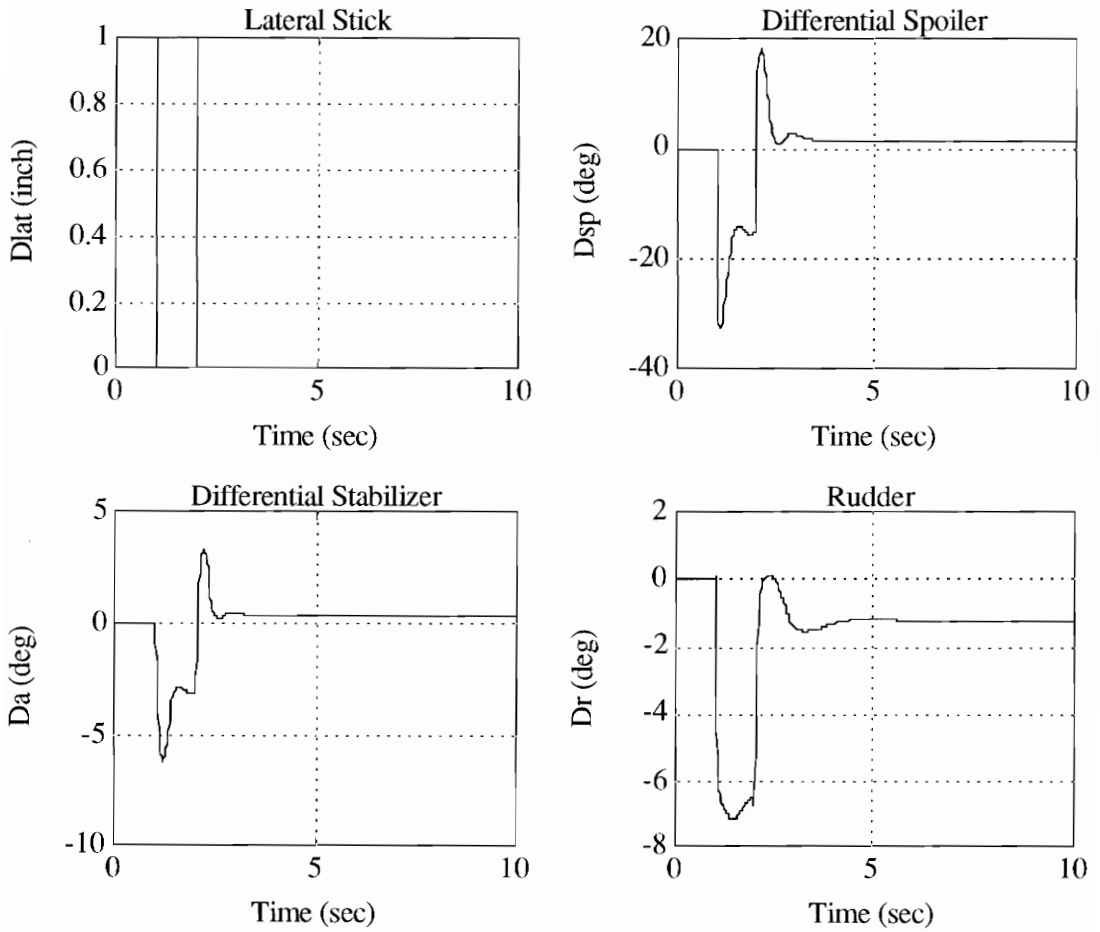 Lateral Stick
1
0.8
0.6
0.4
0.2
0
Dlat (inch)
0 5 10
Time (sec)
Differential Spoiler
20
0
-20
-40
Dsp (deg)
0 5 10
Time (sec)
Differential Stabilizer
5
0
-5
-10
Da (deg)
0 5 10
Time (sec)
Rudder
2
0
-2
-4
-6
-8
Dr (deg)
0 5 10
Time (sec)